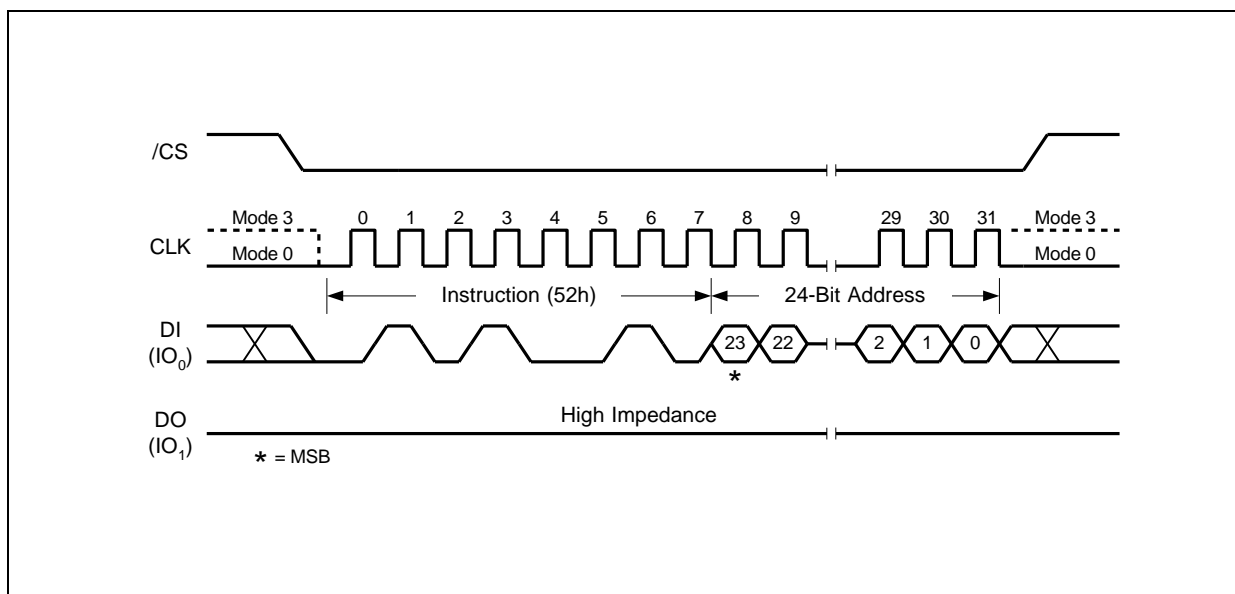 /CS
Mode 3
0 1 2 3 4 5 6 7 8 9 29 30 31
Mode 3
CLK
Mode 0
Mode 0
Instruction (52h)
24-Bit Address
DI
(IO0)
23 22 2 1 0
*
High Impedance
DO
(IO1)
* = MSB